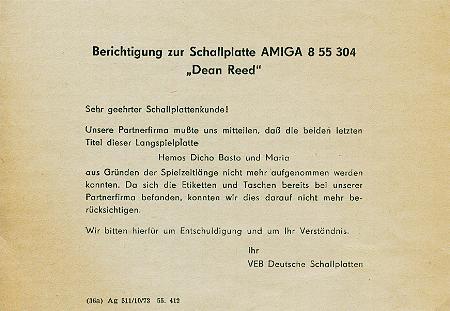 Berichtigung zur Schallplatte AMIGA 8 55 304
„Dean Reed“
Sehr geehrter Schallplattenkunde!
Unsere Partnerfirma mußte uns mitteilen, daß die beiden letzten
Titel dieser Langspielplatte
Hemos Dicho Basto und Maria
aus Gründen der Spielzeitlänge nicht mehr aufgenommen werden
konnten. Da sich die Etiketten und Taschen bereits bei unserer
Partnerfirma befanden, konnten wir dies darauf nicht mehr be-
rücksichtigen.
Wir bitten hierfür um Entschuldigung und um Ihr Verständnis.
Ihr
VEB Deutsche Schallplatten
(36a) Ag 511/10/73 55. 412